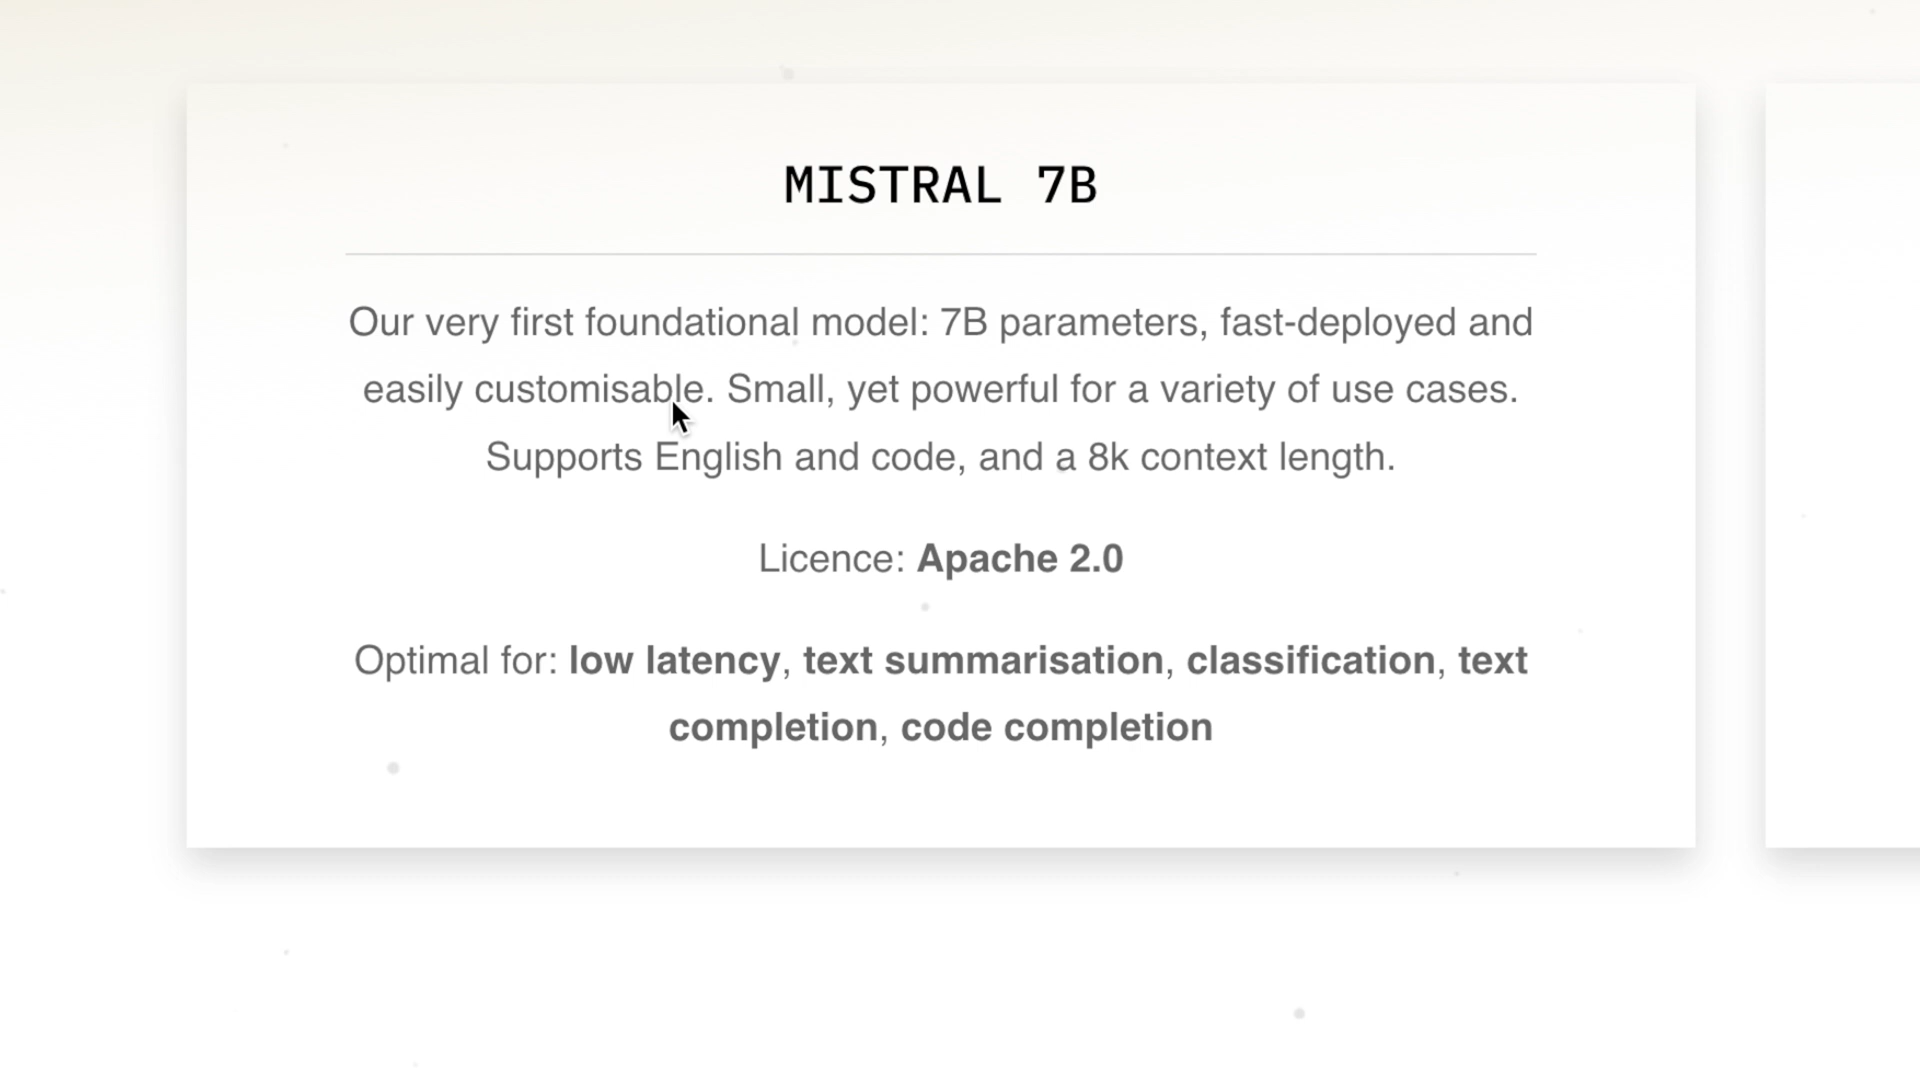 MISTRAL 7B
Our very first foundational model: 7B parameters, fast-deployed and
easily customisable. Small, yet powerful for a variety of use cases.
Supports English and code, and a 8k context length.
Licence: Apache 2.0
Optimal for: low latency, text summarisation, classification, text
completion, code completion